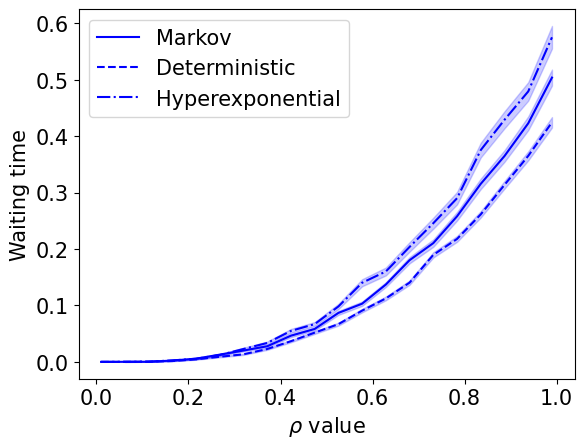 Markov
Deterministic
Hyperexponential
0.6
0.5
0.4
0.3
0.2
0.1
0.0
Waiting time
0.0 0.2 0.4 0.6 0.8 1.0
ρ value